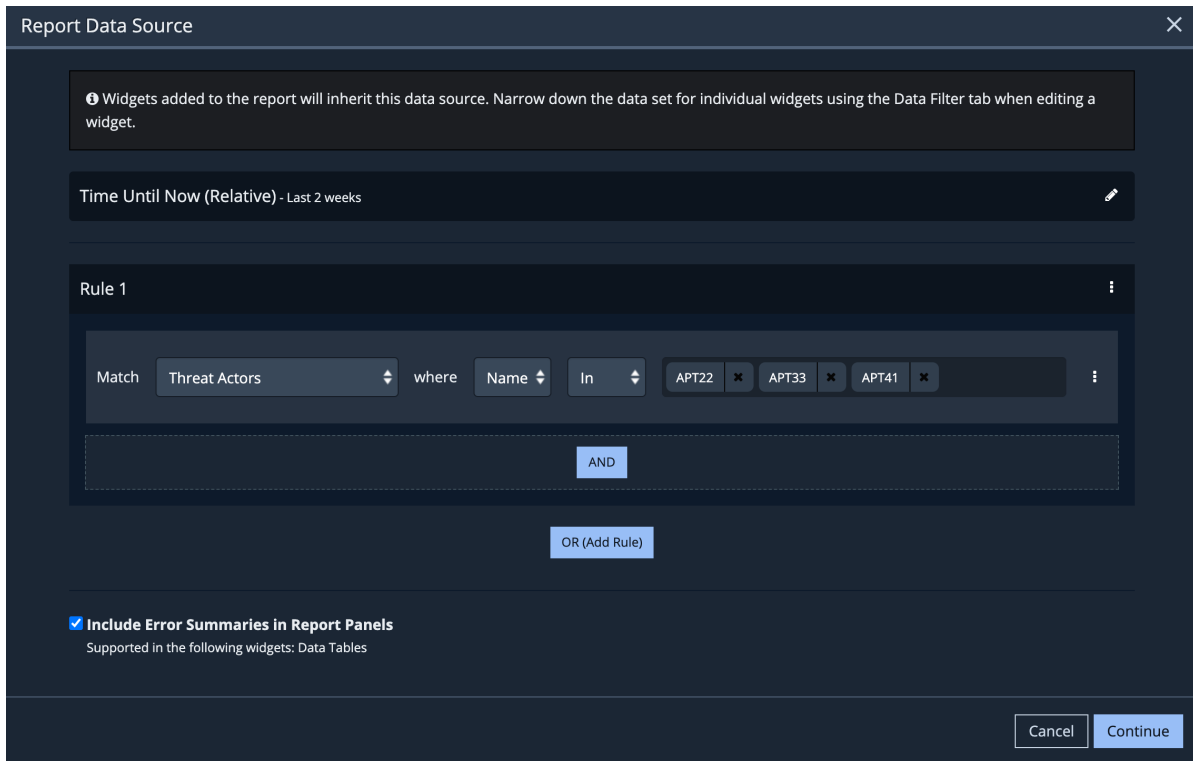 Report Data Source
Widgets added to the report will inherit this data source. Narrow down the data set for individual widgets using the Data Filter tab when editing a
widget.
Time Until Now (Relative) - Last 2 weeks
Rule 1
Match Threat Actors where Name In APT22 APT33 APT41
AND
OR (Add Rule)
Include Error Summaries in Report Panels
Supported in the following widgets: Data Tables
Cancel Continue